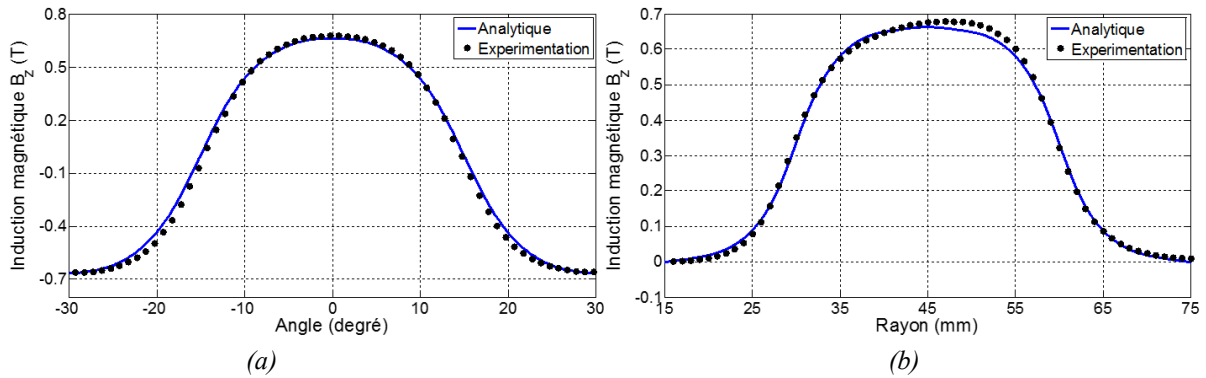 0.8
0.5
0.2
-0.1
-0.4
-0.7
-30
-20
-10
0
10
20
30
Induction magnétique B_z (T)
Angle (degré)
Analytique
Experimentation
(a)
0.7
0.6
0.5
0.4
0.3
0.2
0.1
0
-0.1
15
25
35
45
55
65
75
Induction magnétique B_z (T)
Rayon (mm)
Analytique
Experimentation
(b)